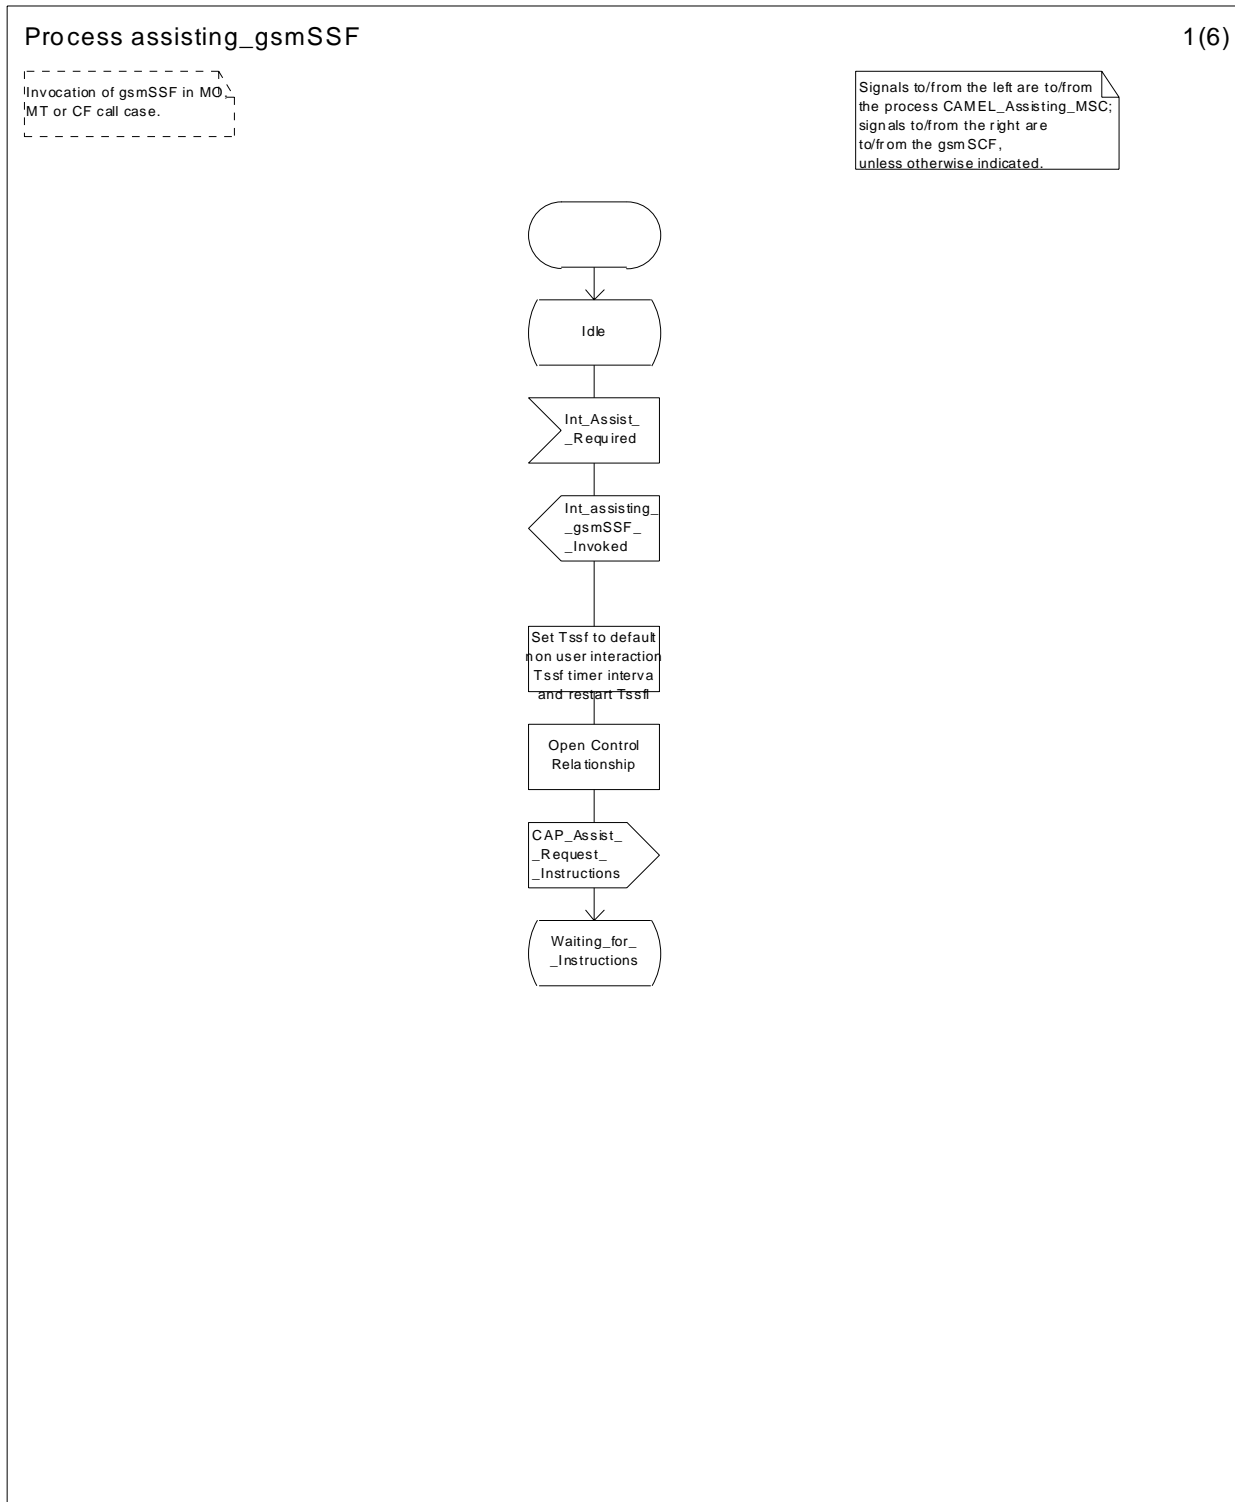 Process assisting_gsmSSF
1(6)
Invocation of gsmSSF in MO,
MT or CF call case.
Signals to/from the left are to/from
the process CAMEL_Assisting_MSC;
signals to/from the right are
to/from the gsmSCF,
unless otherwise indicated.
Idle
Int_Assist_
_Required
Int_assisting_
_gsmSSF_
_Invoked
Set Tssf to default
non user interaction
Tssf timer interva
and restart Tssfl
Open Control
Relationship
CAP_Assist_
_Request_
_Instructions
Waiting_for_
_Instructions